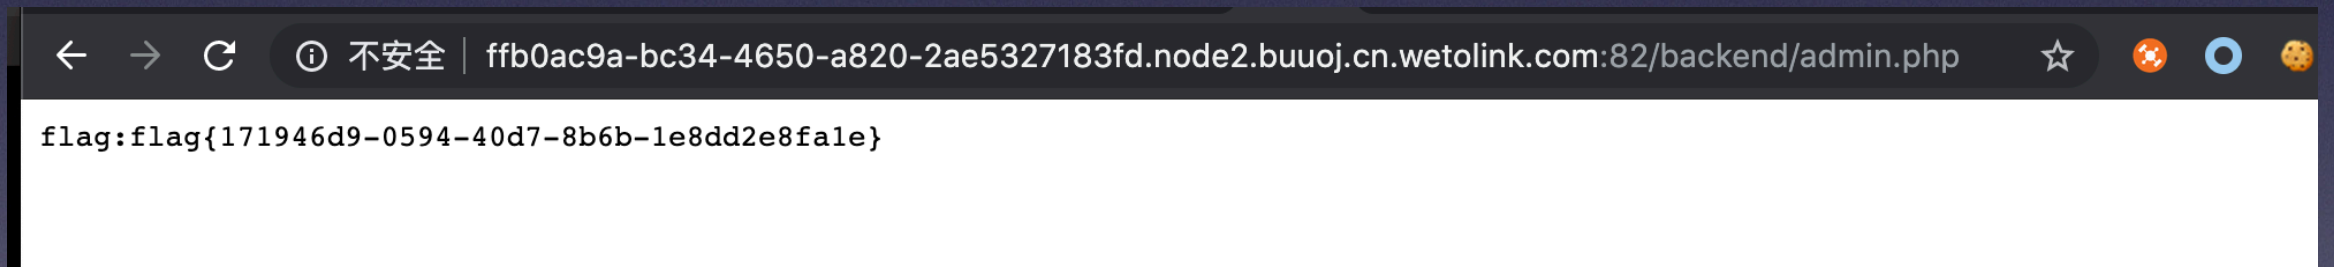 不安全 ffb0ac9a-bc34-4650-a820-2ae5327183fd.node2.buuoj.cn.wetolink.com:82/backend/admin.php
flag:flag{171946d9-0594-40d7-8b6b-1e8dd2e8fa1e}